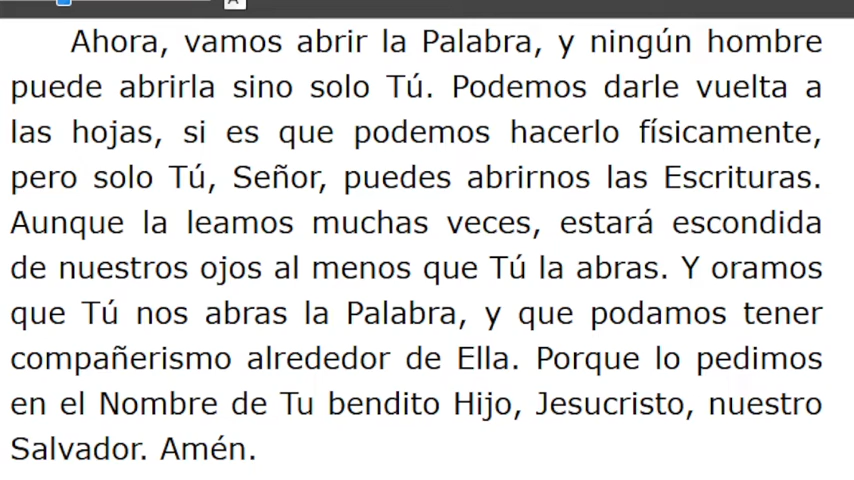 Ahora, vamos abrir la Palabra, y ningún hombre
puede abrirla sino solo Tú. Podemos darle vuelta a
las hojas, si es que podemos hacerlo físicamente,
pero solo Tú, Señor, puedes abrirnos las Escrituras.
Aunque la leamos muchas veces, estará escondida
de nuestros ojos al menos que Tú la abras. Y oramos
que Tú nos abras la Palabra, y que podamos tener
compañerismo alrededor de Ella. Porque lo pedimos
en el Nombre de Tu bendito Hijo, Jesucristo, nuestro
Salvador. Amén.